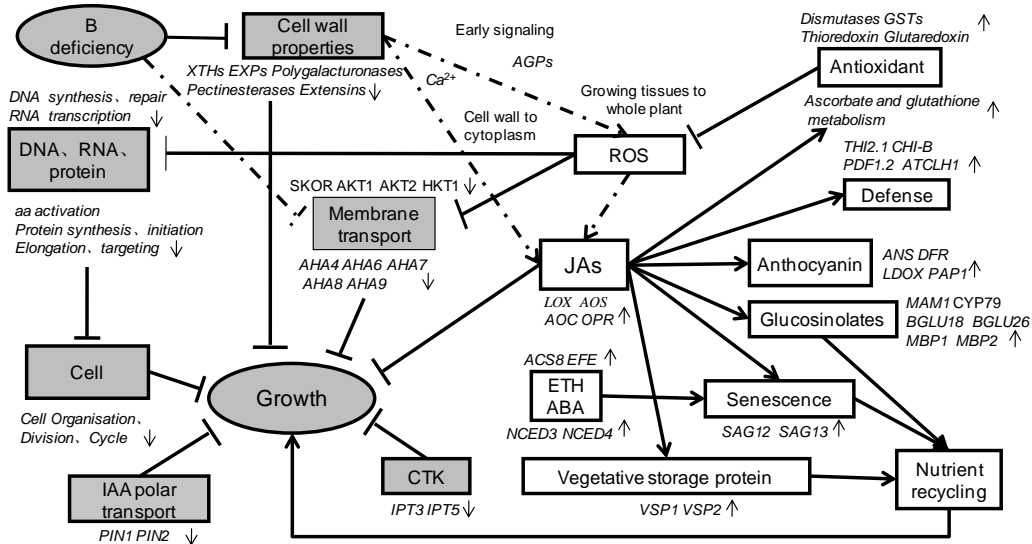 B
deficiency
Cell wall
properties
XTHs EXPs Polygalacturonases
Pectinesterases Extensins ↓
Early signaling
AGPs
Ca²⁺
Cell wall to
cytoplasm
Growing tissues to
whole plant
Dismutases GSTs
Thioredoxin Glutaredoxin ↑
Antioxidant
Ascorbate and glutathione
metabolism ↑
DNA synthesis、repair
RNA transcription ↓
DNA、RNA、
protein
aa activation
Protein synthesis、initiation
Elongation、targeting ↓
ROS
SKOR AKT1 AKT2 HKT1 ↓
Membrane
transport
AHA4 AHA6 AHA7
AHA8 AHA9 ↓
THI2.1 CHI-B
PDF1.2 ATCLH1 ↑
Defense
JAs
LOX AOS
AOC OPR ↑
Anthocyanin
ANS DFR
LDOX PAP1 ↑
Glucosinolates
MAM1 CYP79
BGLU18 BGLU26
MBP1 MBP2 ↑
Cell
Cell Organisation、
Division、Cycle ↓
Growth
ACS8 EFE ↑
ETH
ABA
NCED3 NCED4 ↑
Senescence
SAG12 SAG13 ↑
IAA polar
transport
PIN1 PIN2 ↓
CTK
IPT3 IPT5 ↓
Vegetative storage protein
VSP1 VSP2 ↑
Nutrient
recycling